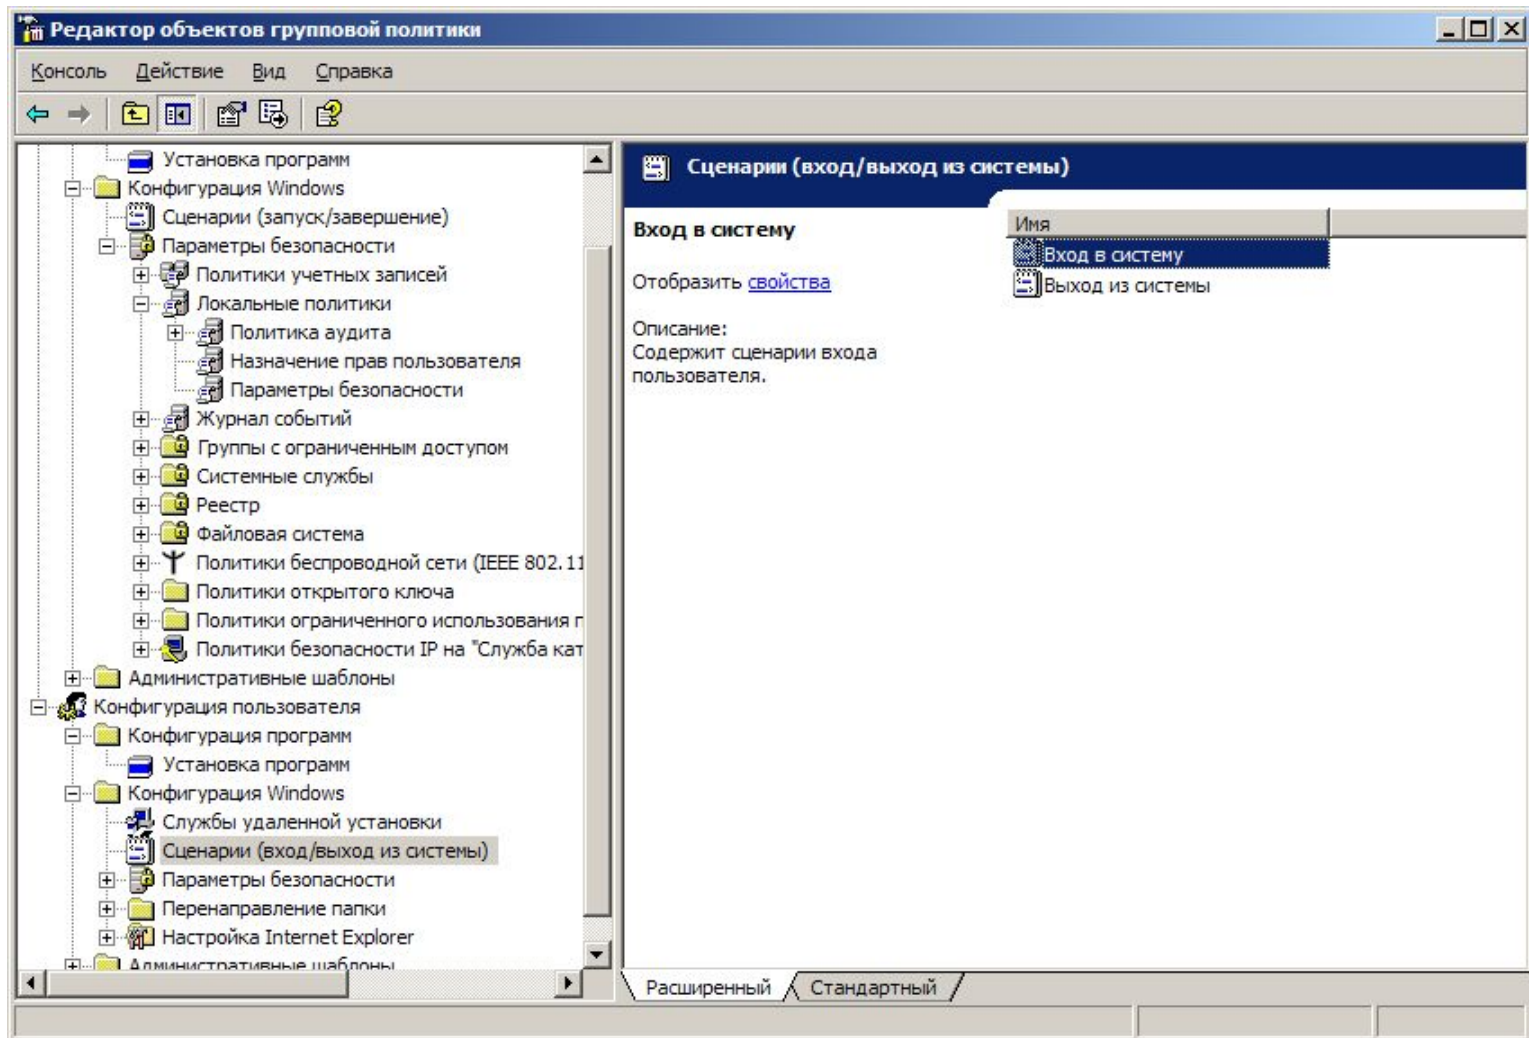 Редактор объектов групповой политики
Консоль Действие Вид Справка
Установка программ
Конфигурация Windows
Сценарии (запуск/завершение)
Параметры безопасности
Политики учетных записей
Локальные политики
Политика аудита
Назначение прав пользователя
Параметры безопасности
Журнал событий
Группы с ограниченным доступом
Системные службы
Реестр
Файловая система
Политики беспроводной сети (IEEE 802.11
Политики открытого ключа
Политики ограниченного использования п
Политики безопасности IP на "Служба кат
Административные шаблоны
Конфигурация пользователя
Конфигурация программ
Установка программ
Конфигурация Windows
Службы удаленной установки
Сценарии (вход/выход из системы)
Параметры безопасности
Перенаправление папки
Настройка Internet Explorer
Административные шаблоны
Сценарии (вход/выход из системы)
Вход в систему
Отобразить свойства
Описание:
Содержит сценарии входа
пользователя.
Имя
Вход в систему
Выход из системы
Расширенный Стандартный